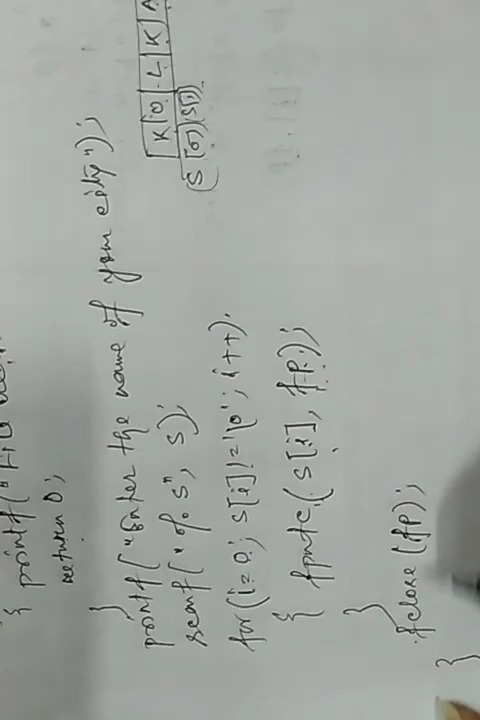 { printf("File
return 0;
}
printf("Enter the name of your city");
scanf("%s", s);
for(i=0; s[i]!='\0'; i++).
{ fputc(s[i], fp);
}
fclose(fp);
}
K O L K A
S[0] S[1]